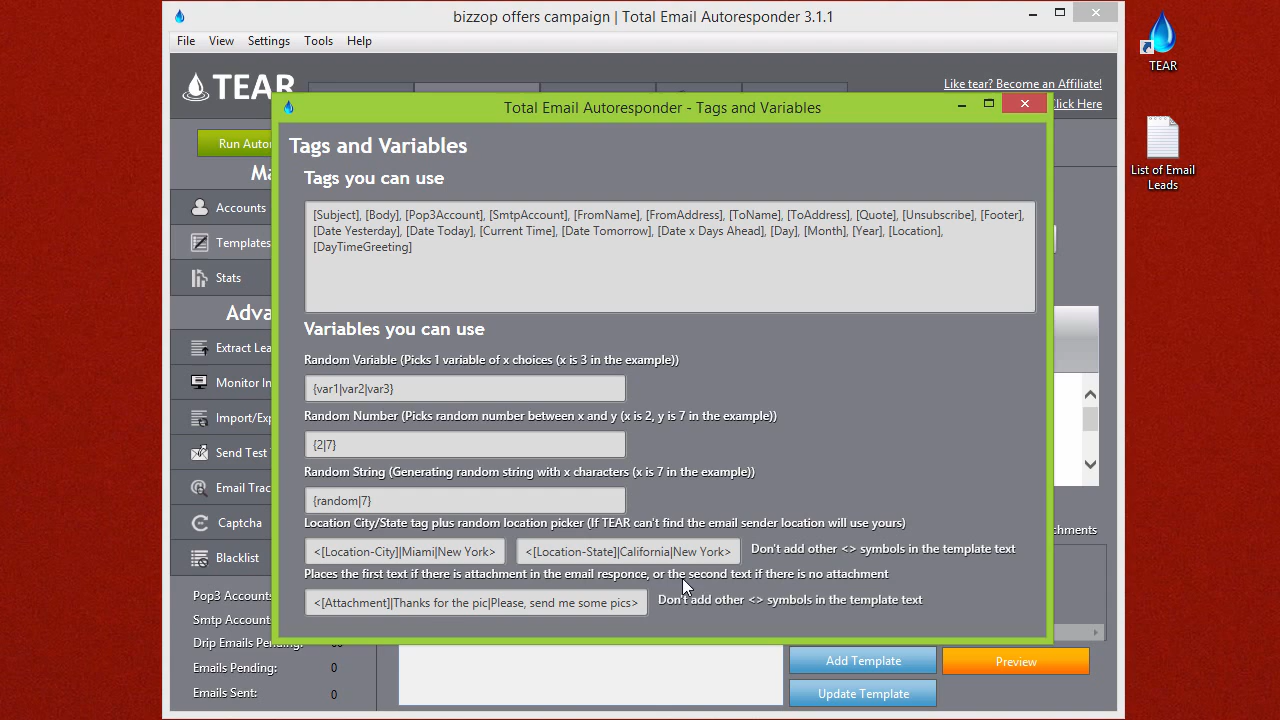 bizzop offers campaign | Total Email Autoresponder 3.1.1
File View Settings Tools Help
TEAR
Like tear? Become an Affiliate!
Click Here
TEAR
List of Email
Leads
Total Email Autoresponder - Tags and Variables
Run Auto
Ma
Accounts
Templates
Stats
Adva
Extract Lea
Monitor In
Import/Exp
Send Test
Email Trac
Captcha
Blacklist
Pop3 Accounts
Smtp Account
Drip Emails Pending:
Emails Pending: 0
Emails Sent: 0
Tags and Variables
Tags you can use
[Subject], [Body], [Pop3Account], [SmtpAccount], [FromName], [FromAddress], [ToName], [ToAddress], [Quote], [Unsubscribe], [Footer],
[Date Yesterday], [Date Today], [Current Time], [Date Tomorrow], [Date x Days Ahead], [Day], [Month], [Year], [Location],
[DayTimeGreeting]
Variables you can use
Random Variable (Picks 1 variable of x choices (x is 3 in the example))
{var1|var2|var3}
Random Number (Picks random number between x and y (x is 2, y is 7 in the example))
{2|7}
Random String (Generating random string with x characters (x is 7 in the example))
{random|7}
Location City/State tag plus random location picker (If TEAR can't find the email sender location will use yours)
<[Location-City]|Miami|New York> <[Location-State]|California|New York> Don't add other <> symbols in the template text
Places the first text if there is attachment in the email responce, or the second text if there is no attachment
<[Attachment]|Thanks for the pic|Please, send me some pics> Don't add other <> symbols in the template text
chments
Add Template
Preview
Update Template